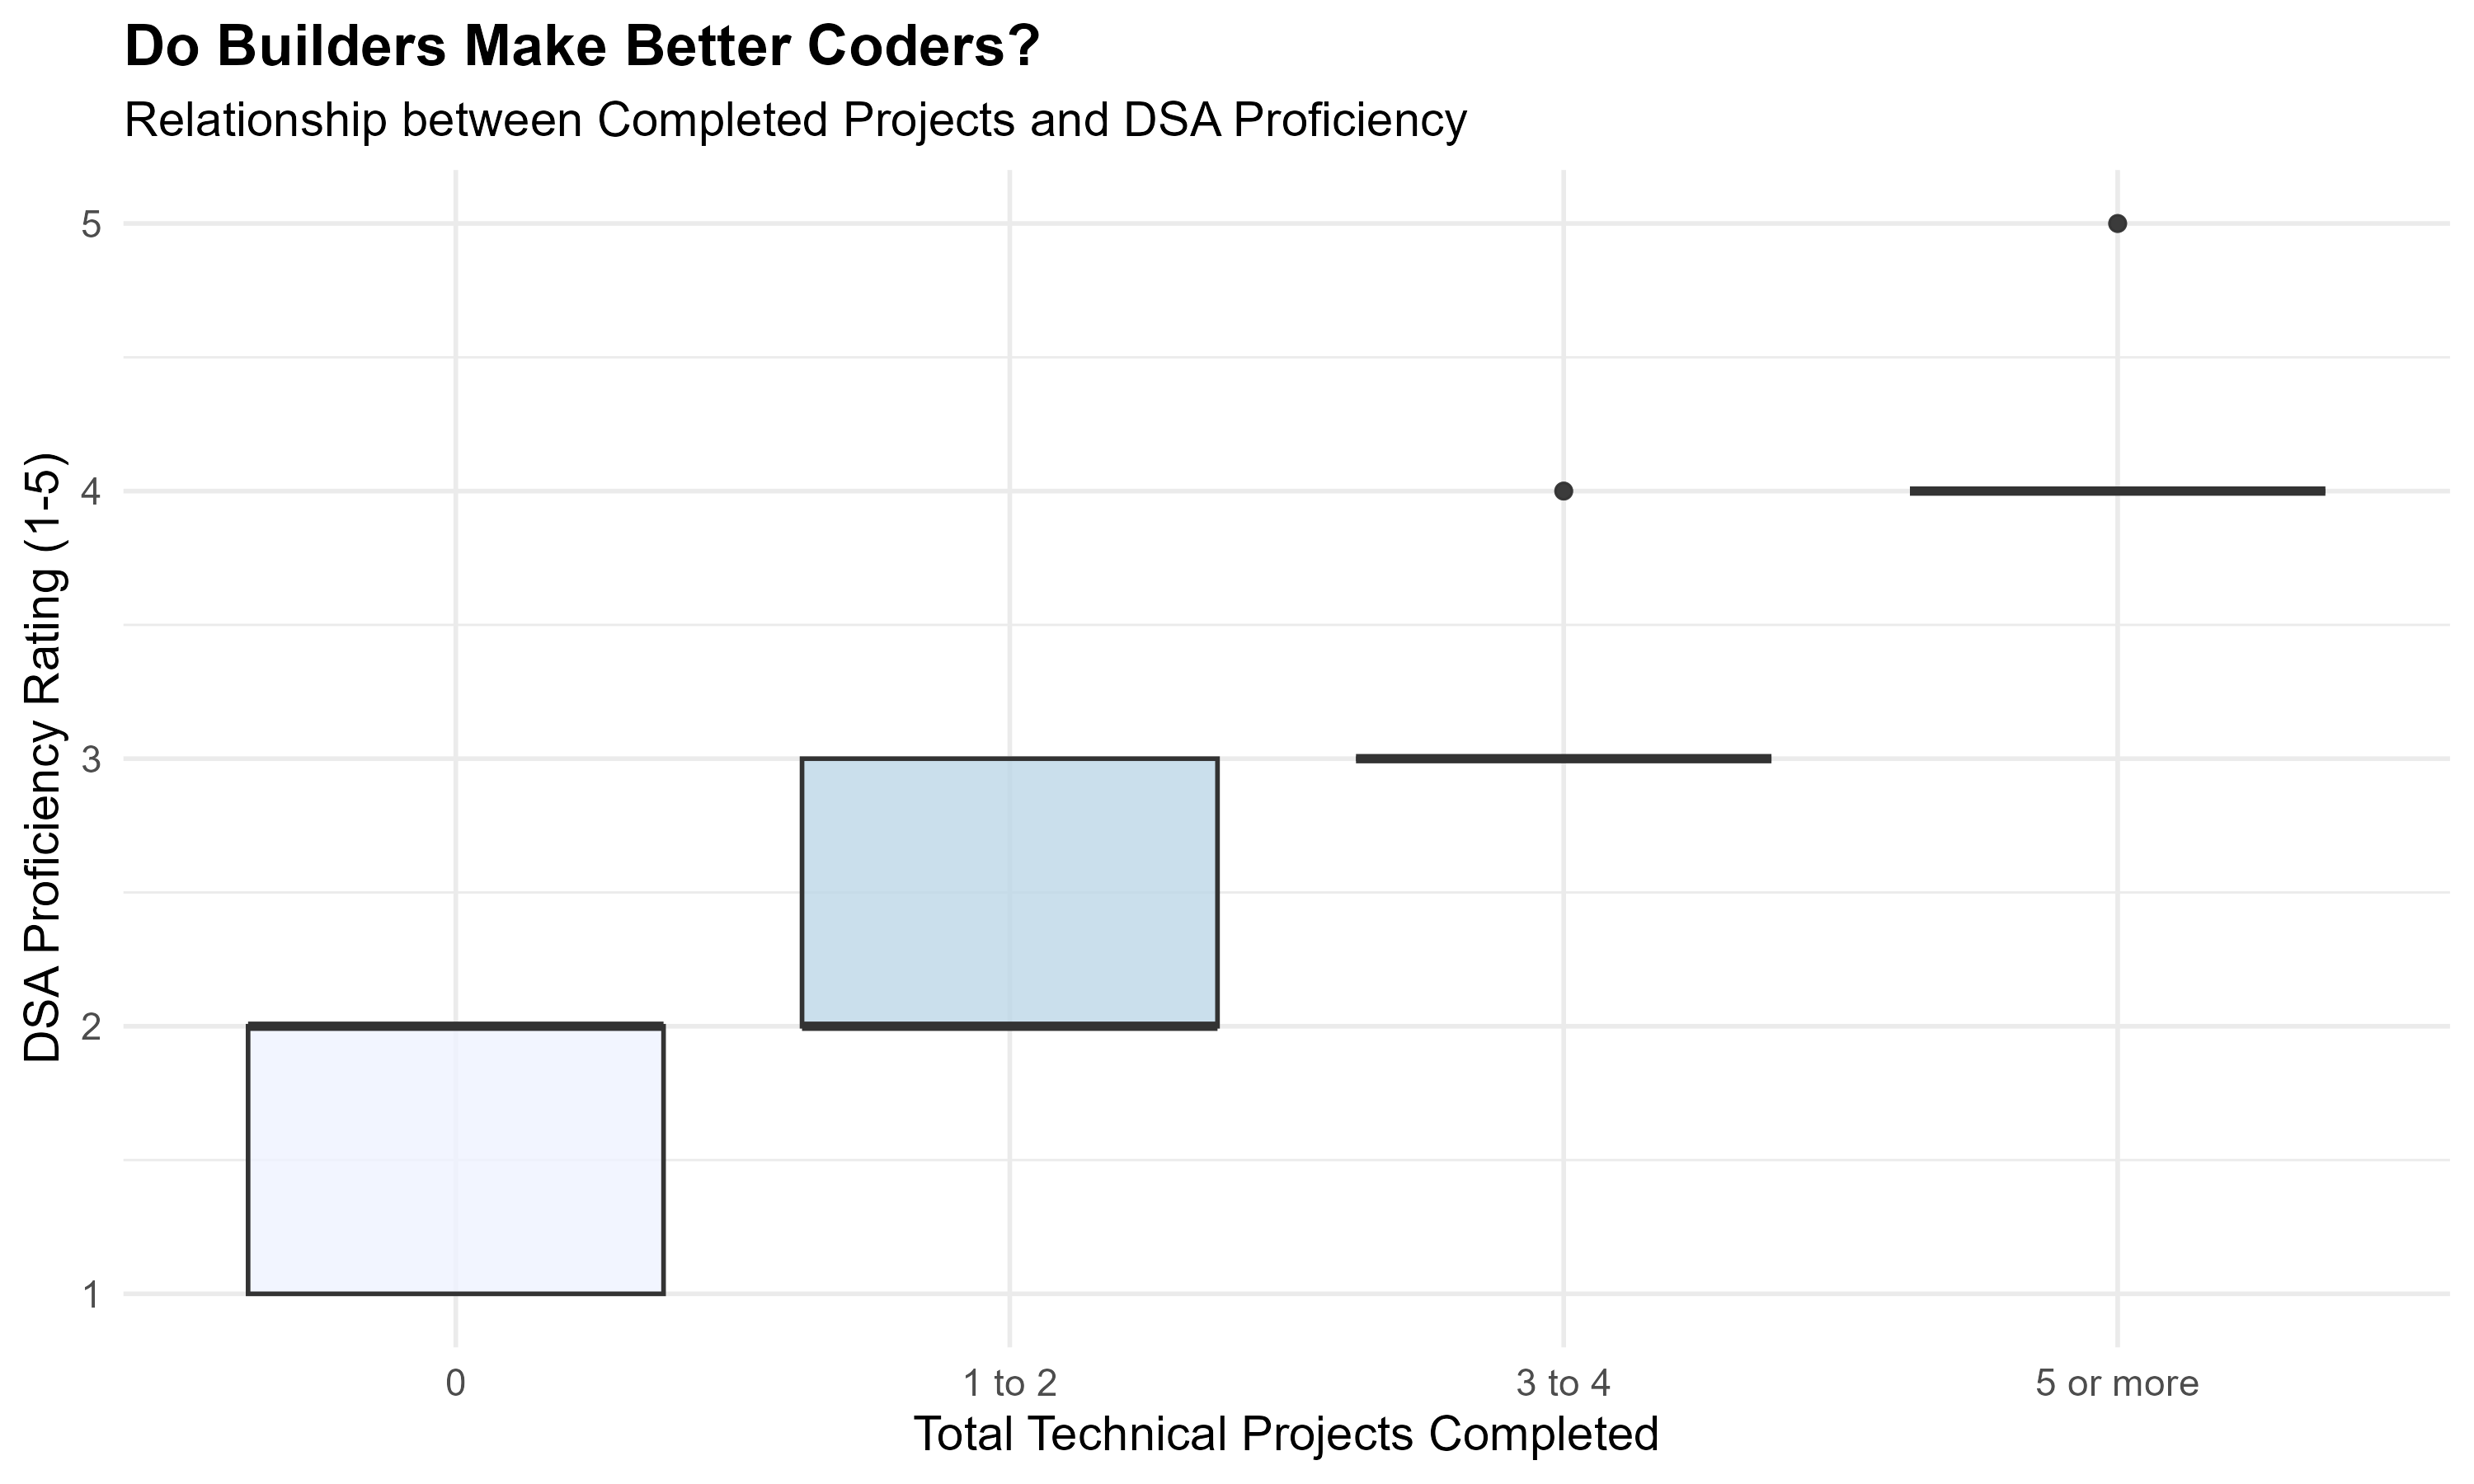 Do Builders Make Better Coders?
Relationship between Completed Projects and DSA Proficiency
DSA Proficiency Rating (1-5)
5
4
3
2
1
0
1 to 2
3 to 4
5 or more
Total Technical Projects Completed